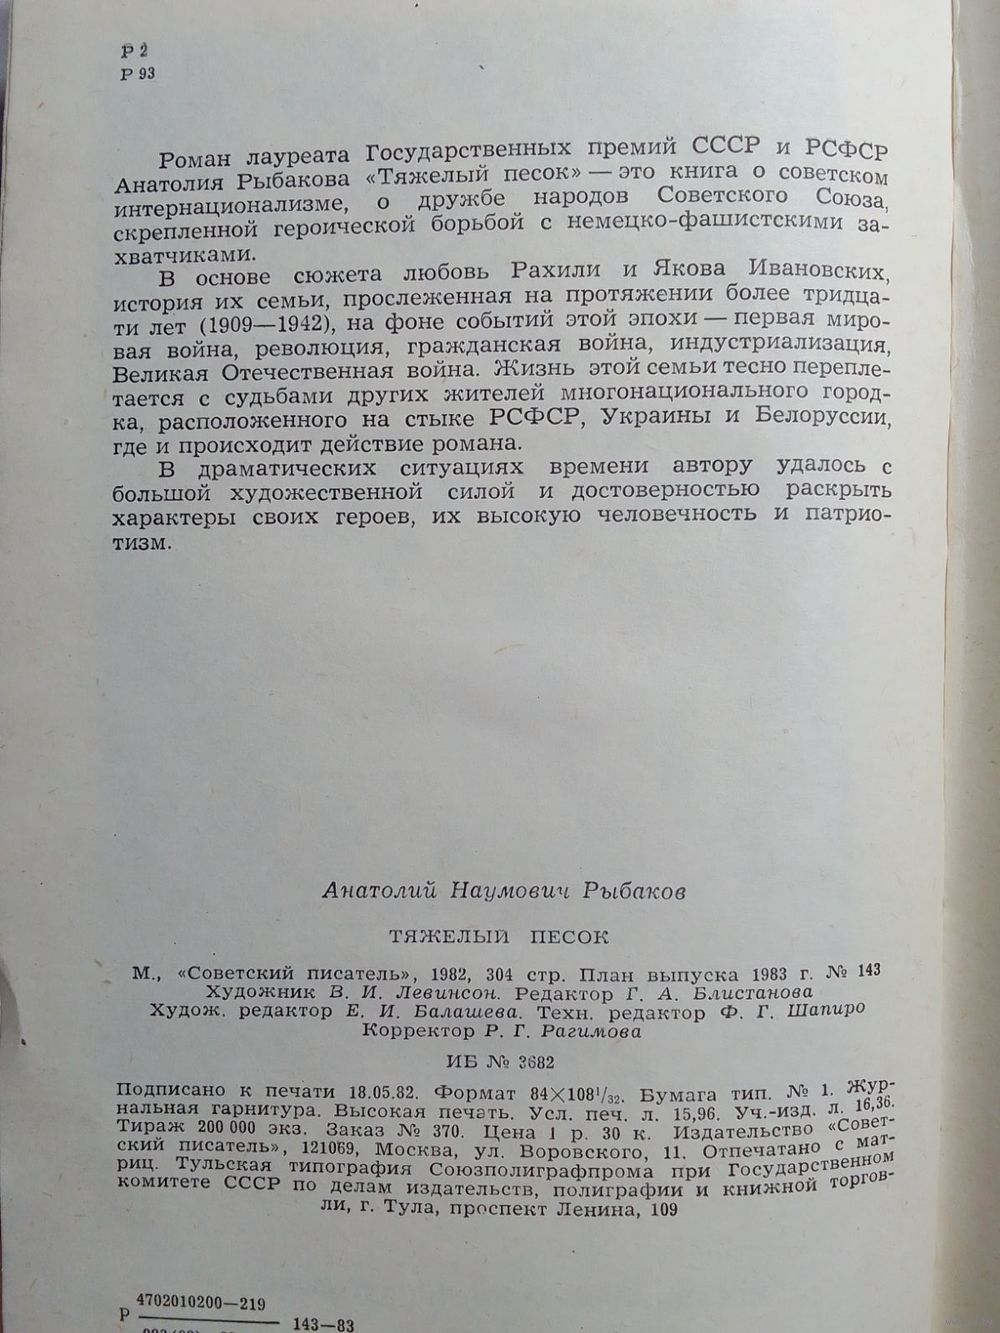 Р 2
Р 93
Роман лауреата Государственных премий СССР и РСФСР
Анатолия Рыбакова «Тяжелый песок» — это книга о советском
интернационализме, о дружбе народов Советского Союза,
скрепленной героической борьбой с немецко-фашистскими за-
хватчиками.
В основе сюжета любовь Рахили и Якова Ивановских,
история их семьи, прослеженная на протяжении более тридца-
ти лет (1909—1942), на фоне событий этой эпохи — первая миро-
вая война, революция, гражданская война, индустриализация,
Великая Отечественная война. Жизнь этой семьи тесно перепле-
тается с судьбами других жителей многонационального город-
ка, расположенного на стыке РСФСР, Украины и Белоруссии,
где и происходит действие романа.
В драматических ситуациях времени автору удалось с
большой художественной силой и достоверностью раскрыть
характеры своих героев, их высокую человечность и патрио-
тизм.
Анатолий Наумович Рыбаков
ТЯЖЕЛЫЙ ПЕСОК
М., «Советский писатель», 1982, 304 стр. План выпуска 1983 г. № 143
Художник В. И. Левинсон. Редактор Г. А. Блистанова
Худож. редактор Е. И. Балашева. Техн. редактор Ф. Г. Шапиро
Корректор Р. Г. Рагимова
ИБ № 3682
Подписано к печати 18.05.82. Формат 84×108¹/₃₂. Бумага тип. № 1. Жур-
нальная гарнитура. Высокая печать. Усл. печ. л. 15,96. Уч.-изд. л. 16,36.
Тираж 200 000 экз. Заказ № 370. Цена 1 р. 30 к. Издательство «Совет-
ский писатель», 121069, Москва, ул. Воровского, 11. Отпечатано с мат-
риц. Тульская типография Союзполиграфпрома при Государственном
комитете СССР по делам издательств, полиграфии и книжной торгов-
ли, г. Тула, проспект Ленина, 109
Р 4702010200—219
143—83